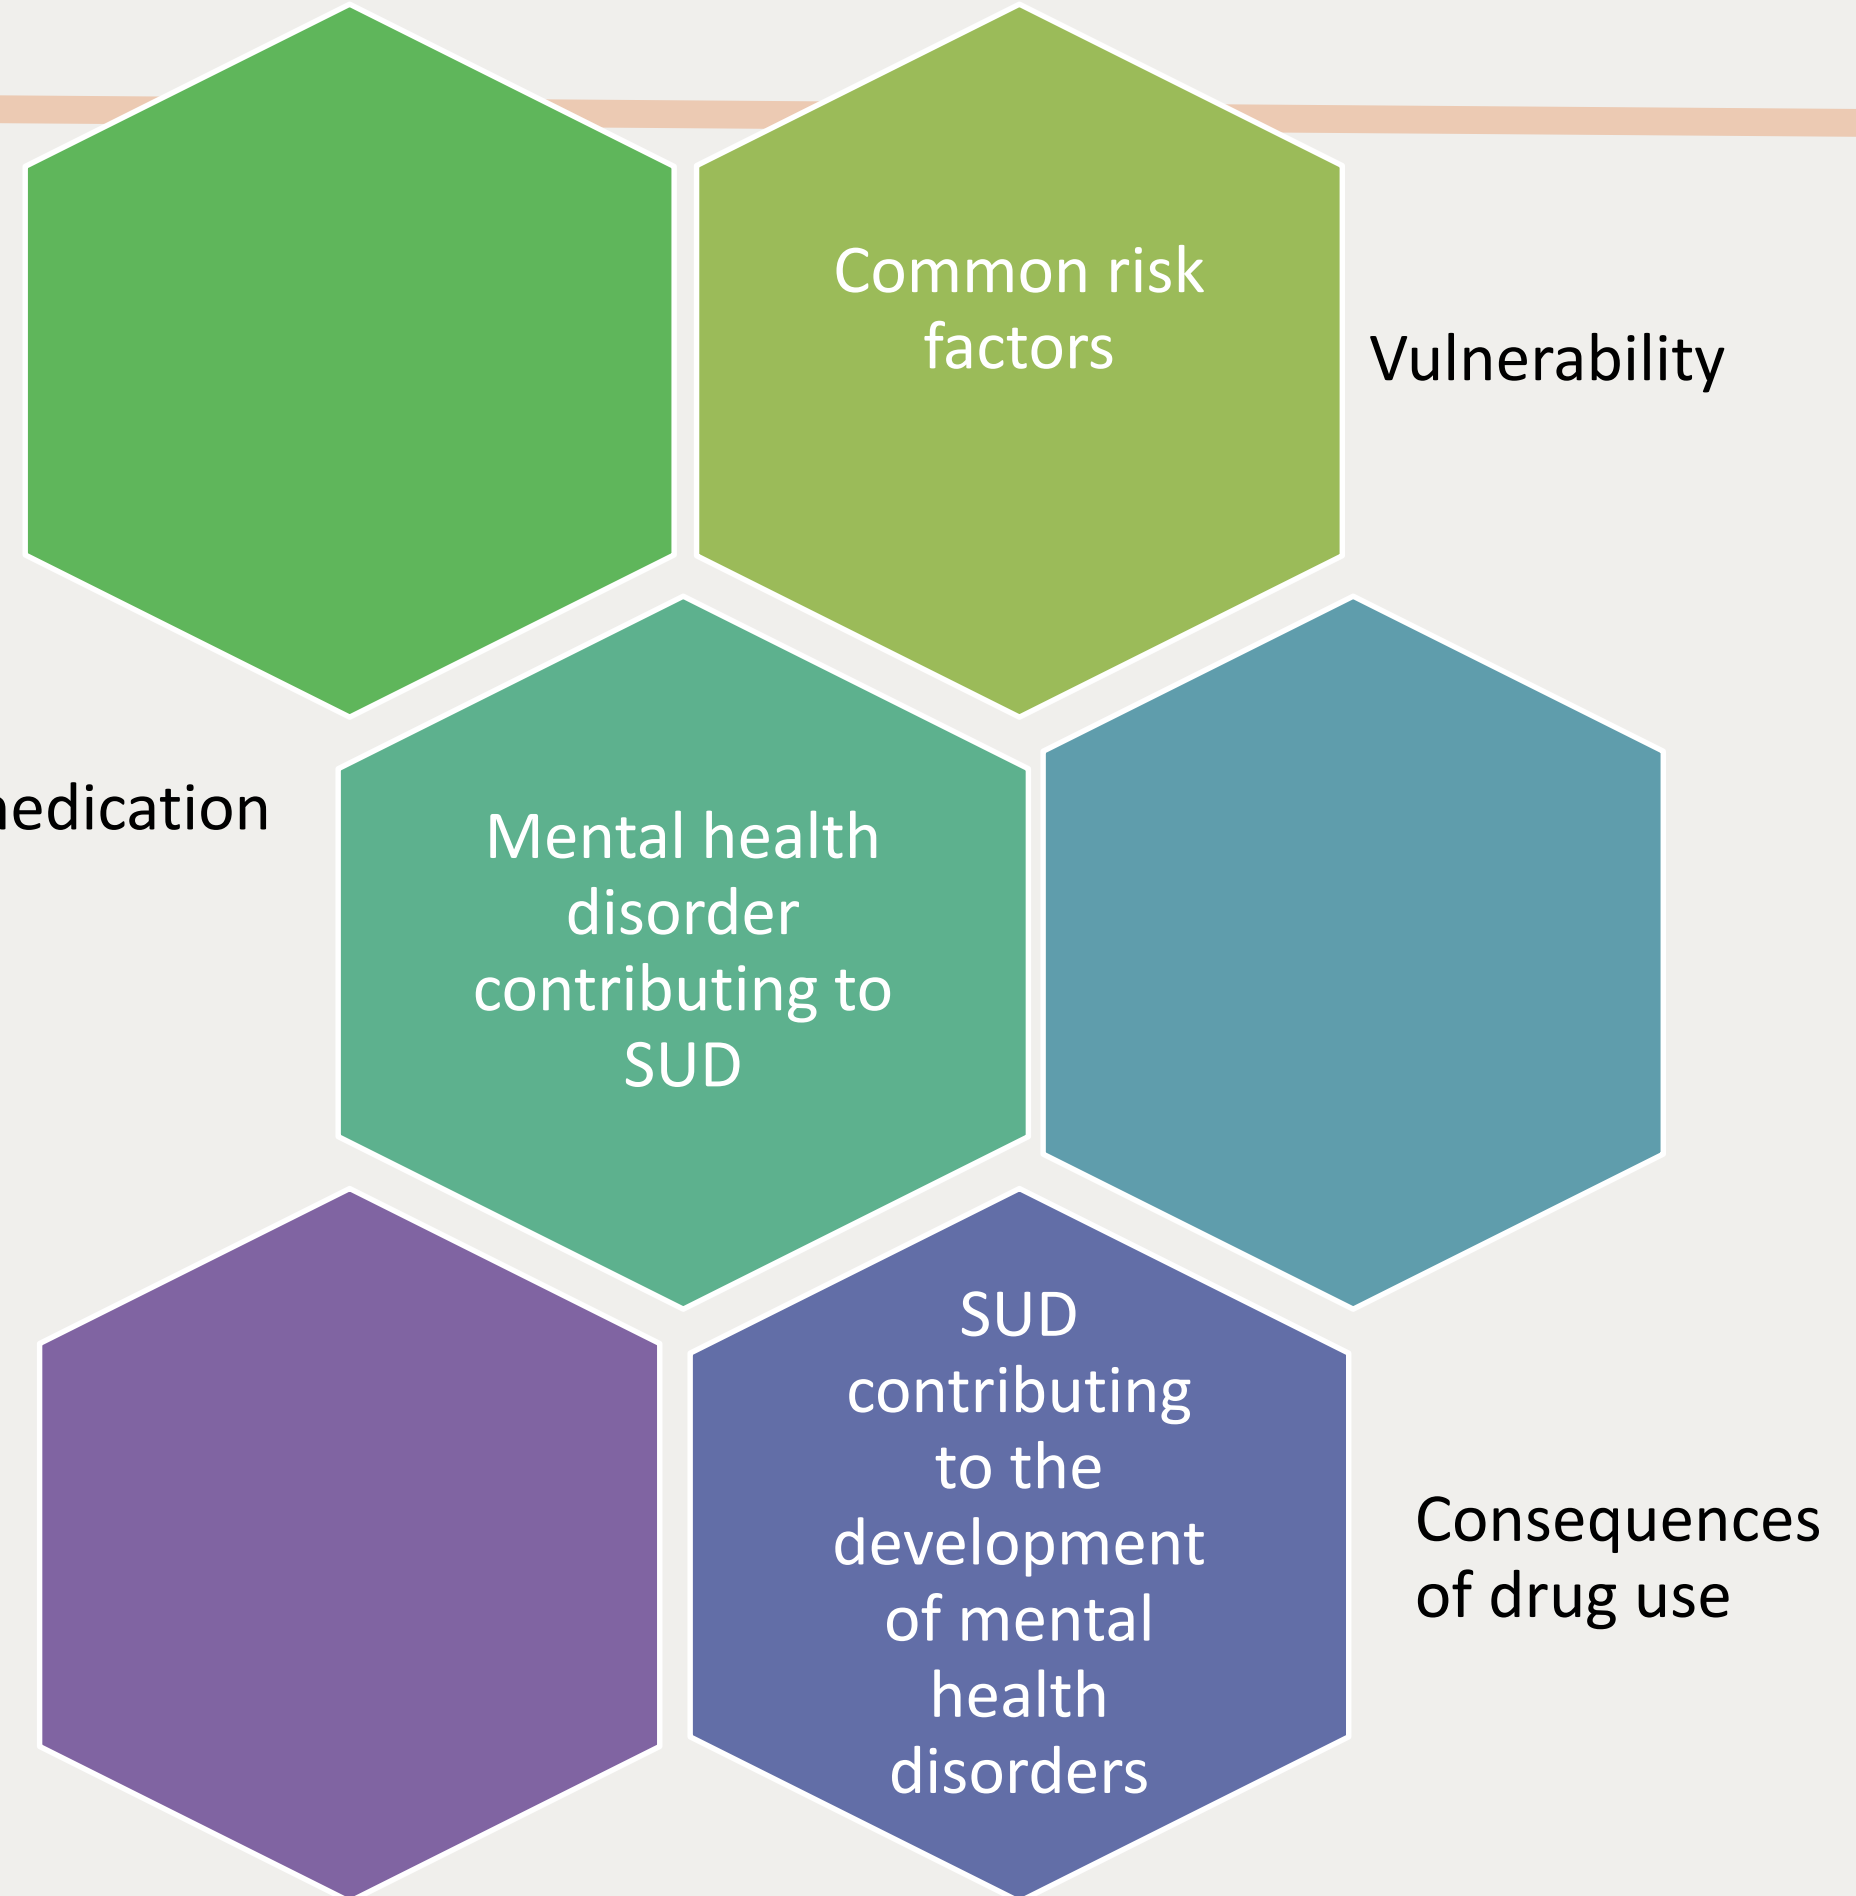 Common risk
factors
Vulnerability
edication
Mental health
disorder
contributing to
SUD
SUD
contributing
to the
development
of mental
health
disorders
Consequences
of drug use